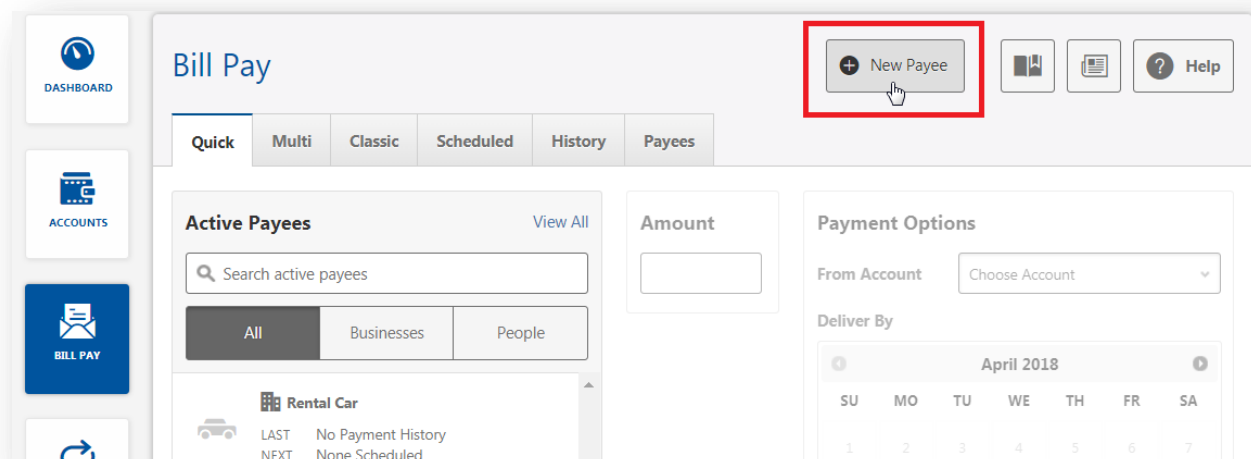 DASHBOARD
ACCOUNTS
BILL PAY
Bill Pay
New Payee
Help
Quick
Multi
Classic
Scheduled
History
Payees
Active Payees
View All
Search active payees
All
Businesses
People
Rental Car
LAST No Payment History
NEXT None Scheduled
Amount
Payment Options
From Account
Choose Account
Deliver By
April 2018
SU MO TU WE TH FR SA
1 2 3 4 5 6 7